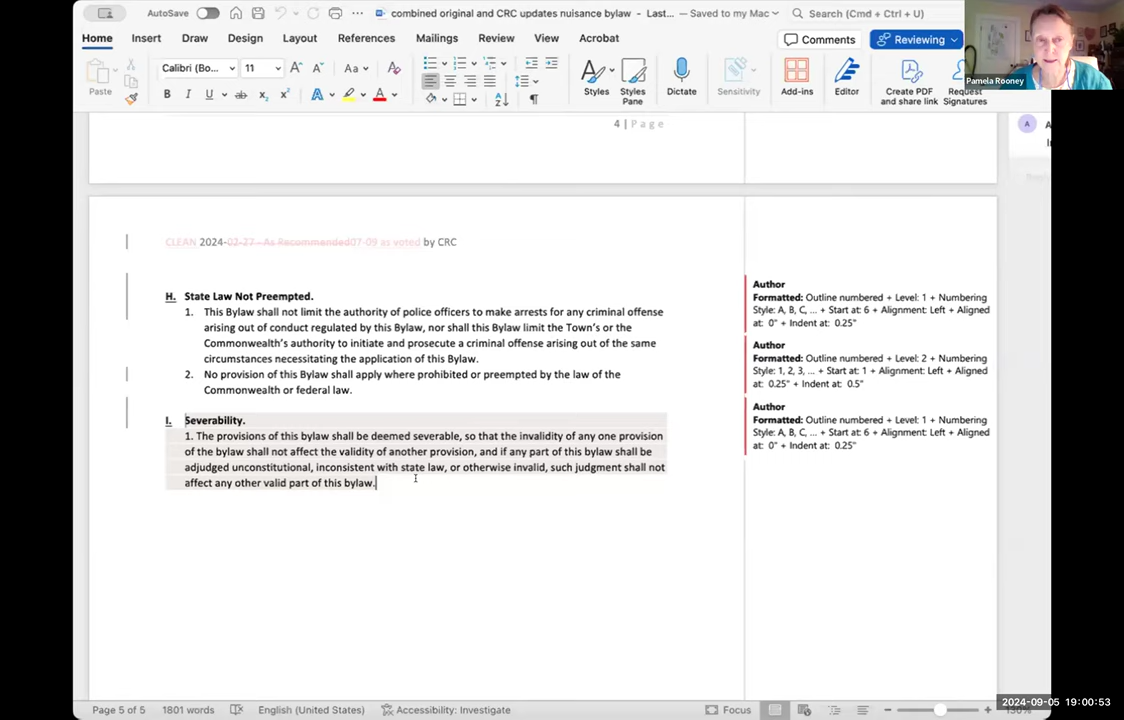 AutoSave
combined original and CRC updates nuisance bylaw - Last... — Saved to my Mac
Search (Cmd + Ctrl + U)
Home Insert Draw Design Layout References Mailings Review View Acrobat
Comments
Reviewing
Pamela Rooney
Calibri (Bo... 11
Paste
Styles
Styles Pane
Dictate
Sensitivity
Add-ins
Editor
Create PDF and share link
Request Signatures
4 | Page
CLEAN 2024-02-27 - As Recommended07-09 as voted by CRC
H. State Law Not Preempted.
1. This Bylaw shall not limit the authority of police officers to make arrests for any criminal offense
arising out of conduct regulated by this Bylaw, nor shall this Bylaw limit the Town's or the
Commonwealth's authority to initiate and prosecute a criminal offense arising out of the same
circumstances necessitating the application of this Bylaw.
2. No provision of this Bylaw shall apply where prohibited or preempted by the law of the
Commonwealth or federal law.
I. Severability.
1. The provisions of this bylaw shall be deemed severable, so that the invalidity of any one provision
of the bylaw shall not affect the validity of another provision, and if any part of this bylaw shall be
adjudged unconstitutional, inconsistent with state law, or otherwise invalid, such judgment shall not
affect any other valid part of this bylaw.
Author
Formatted: Outline numbered + Level: 1 + Numbering
Style: A, B, C, ... + Start at: 6 + Alignment: Left + Aligned
at: 0" + Indent at: 0.25"
Author
Formatted: Outline numbered + Level: 2 + Numbering
Style: 1, 2, 3, ... + Start at: 1 + Alignment: Left + Aligned
at: 0.25" + Indent at: 0.5"
Author
Formatted: Outline numbered + Level: 1 + Numbering
Style: A, B, C, ... + Start at: 6 + Alignment: Left + Aligned
at: 0" + Indent at: 0.25"
A
Page 5 of 5 1801 words English (United States) Accessibility: Investigate
Focus
2024-09-05 19:00:53